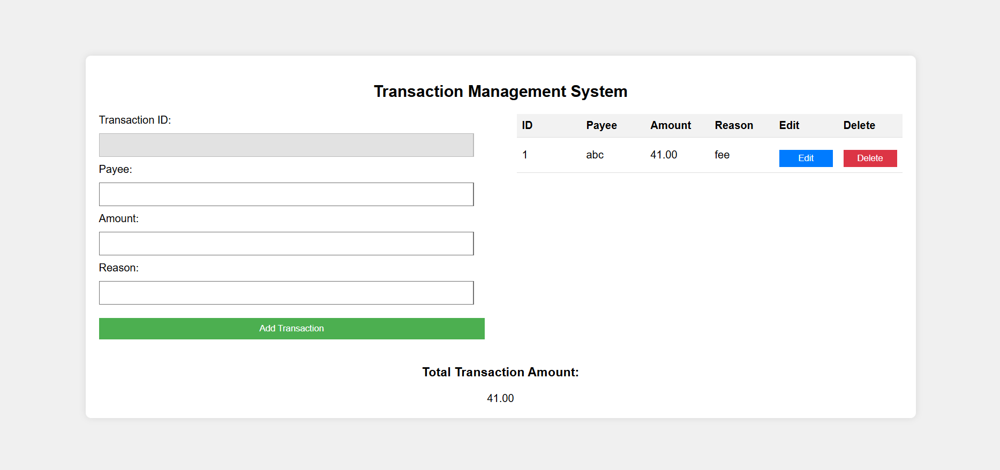 Transaction Management System
Transaction ID:
Payee:
Amount:
Reason:
Add Transaction
ID Payee Amount Reason Edit Delete
1 abc 41.00 fee Edit Delete
Total Transaction Amount:
41.00